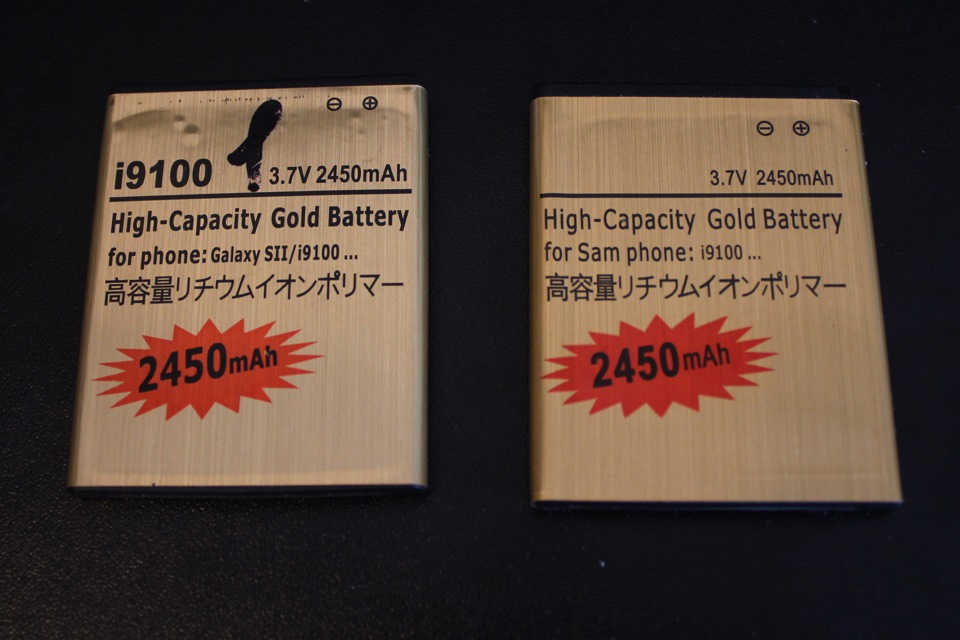 ⊖ ⊕
i9100 3.7V 2450mAh
High-Capacity Gold Battery
for phone: Galaxy SII/i9100 ...
高容量リチウムイオンポリマー
2450mAh
⊖ ⊕
3.7V 2450mAh
High-Capacity Gold Battery
for Sam phone: i9100 ...
高容量リチウムイオンポリマー
2450mAh